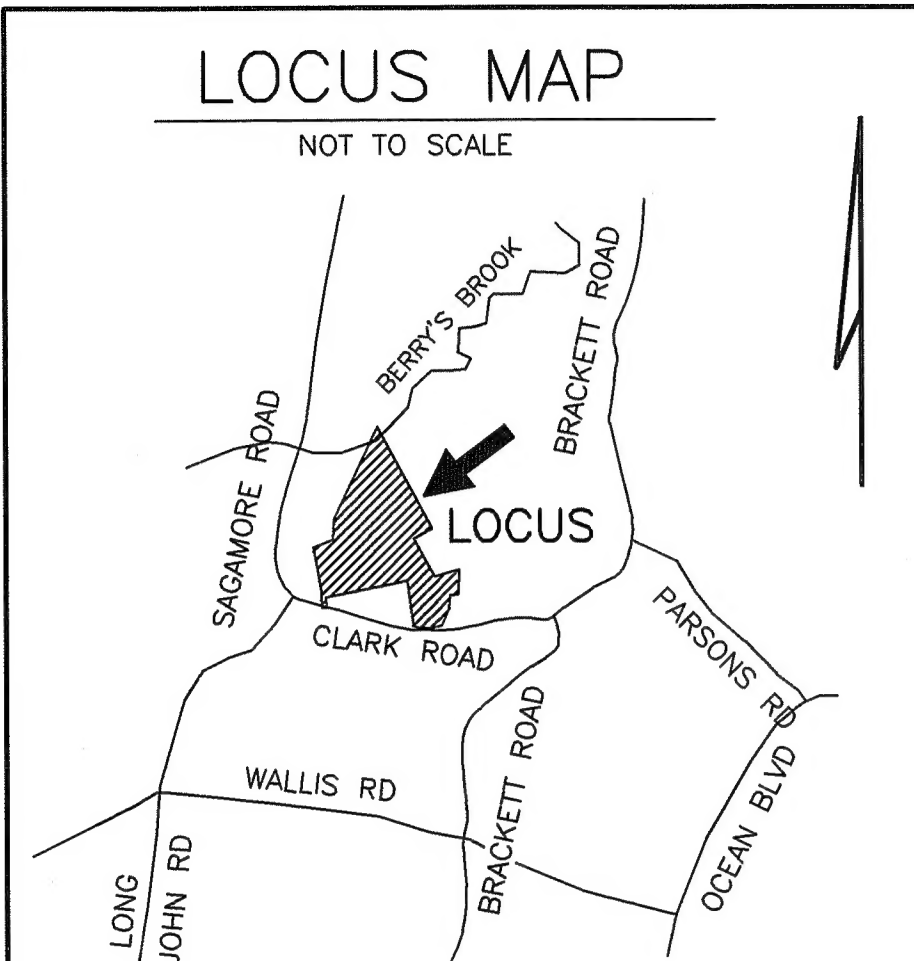 LOCUS MAP
NOT TO SCALE
BERRY'S BROOK
BRACKETT ROAD
SAGAMORE ROAD
LOCUS
CLARK ROAD
PARSONS RD
WALLIS RD
BRACKETT ROAD
OCEAN BLVD
LONG
JOHN RD